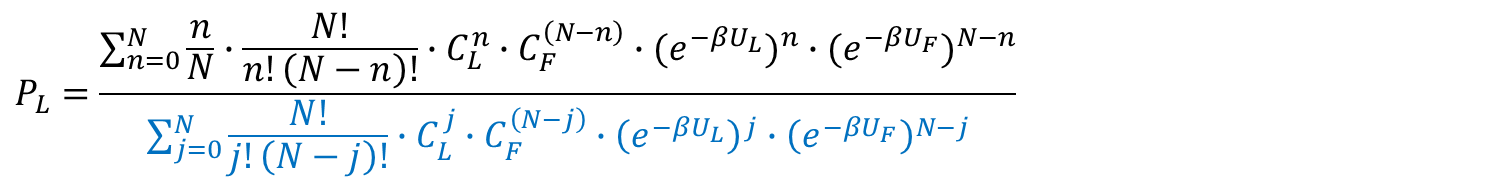 P_L = \frac{\sum_{n=0}^{N} \frac{n}{N} \cdot \frac{N!}{n!(N-n)!} \cdot C_L^n \cdot C_F^{(N-n)} \cdot (e^{-\beta U_L})^n \cdot (e^{-\beta U_F})^{N-n}}{\sum_{j=0}^{N} \frac{N!}{j!(N-j)!} \cdot C_L^j \cdot C_F^{(N-j)} \cdot (e^{-\beta U_L})^j \cdot (e^{-\beta U_F})^{N-j}}